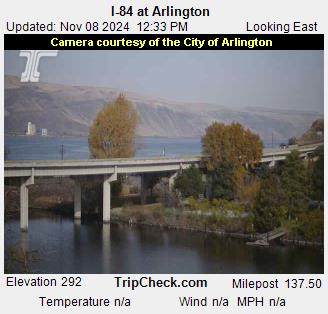 I-84 at Arlington
Updated: Nov 08 2024 12:33 PM Looking East
Camera courtesy of the City of Arlington
Elevation 292 TripCheck.com Milepost 137.50
Temperature n/a Wind n/a MPH n/a